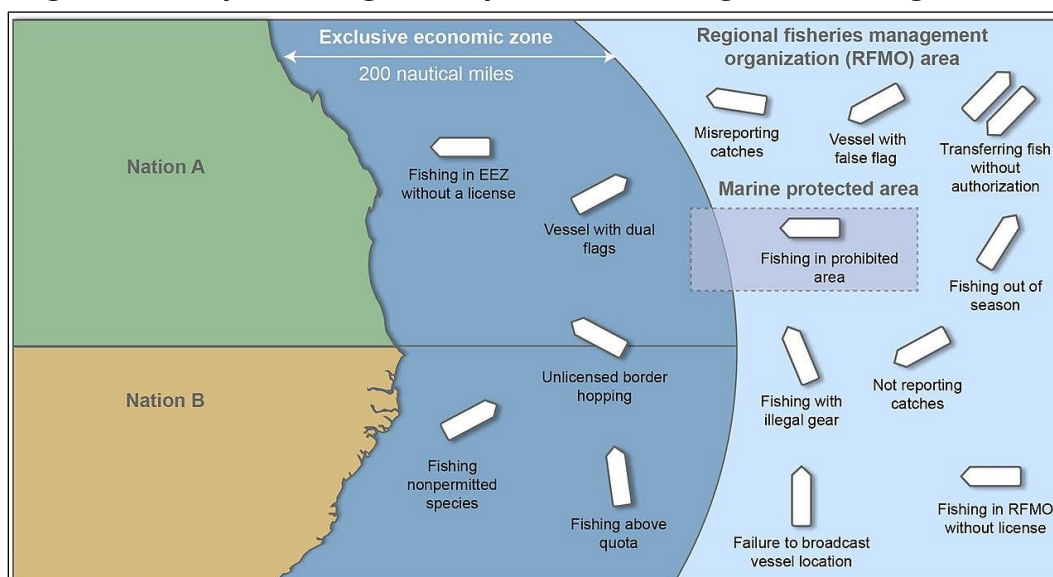 Exclusive economic zone
200 nautical miles
Regional fisheries management
organization (RFMO) area
Nation A
Fishing in EEZ
without a license
Vessel with dual
flags
Misreporting
catches
Vessel with
false flag
Transferring fish
without
authorization
Marine protected area
Fishing in prohibited
area
Fishing out of
season
Nation B
Unlicensed border
hopping
Fishing
nonpermitted
species
Fishing above
quota
Fishing with
illegal gear
Not reporting
catches
Failure to broadcast
vessel location
Fishing in RFMO
without license